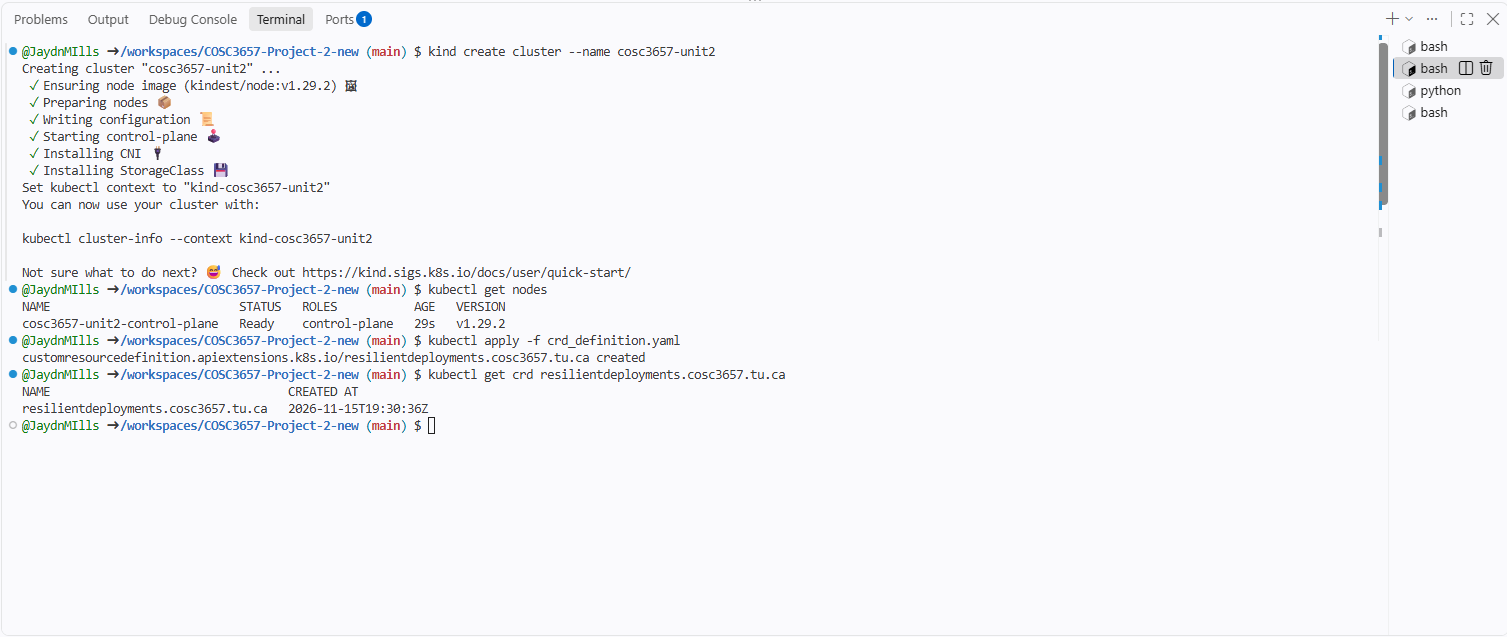 Problems Output Debug Console Terminal Ports 1
@JaydnMIlls ➜/workspaces/COSC3657-Project-2-new (main) $ kind create cluster --name cosc3657-unit2
Creating cluster "cosc3657-unit2" ...
✓ Ensuring node image (kindest/node:v1.29.2) 🖼
✓ Preparing nodes 📦
✓ Writing configuration 📜
✓ Starting control-plane 🕹️
✓ Installing CNI 🔌
✓ Installing StorageClass 💾
Set kubectl context to "kind-cosc3657-unit2"
You can now use your cluster with:
kubectl cluster-info --context kind-cosc3657-unit2
Not sure what to do next? 😅 Check out https://kind.sigs.k8s.io/docs/user/quick-start/
@JaydnMIlls ➜/workspaces/COSC3657-Project-2-new (main) $ kubectl get nodes
NAME STATUS ROLES AGE VERSION
cosc3657-unit2-control-plane Ready control-plane 29s v1.29.2
@JaydnMIlls ➜/workspaces/COSC3657-Project-2-new (main) $ kubectl apply -f crd_definition.yaml
customresourcedefinition.apiextensions.k8s.io/resilientdeployments.cosc3657.tu.ca created
@JaydnMIlls ➜/workspaces/COSC3657-Project-2-new (main) $ kubectl get crd resilientdeployments.cosc3657.tu.ca
NAME CREATED AT
resilientdeployments.cosc3657.tu.ca 2026-11-15T19:30:36Z
@JaydnMIlls ➜/workspaces/COSC3657-Project-2-new (main) $
bash
bash
python
bash